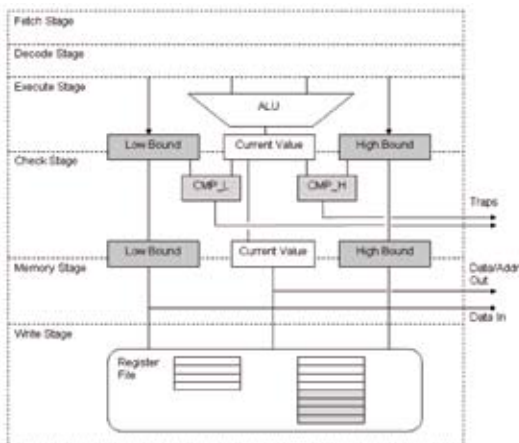 Fetch Stage
Decode Stage
Execute Stage
ALU
Low Bound
Current Value
High Bound
Check Stage
CMP_L
CMP_H
Traps
Low Bound
Current Value
High Bound
Memory Stage
Data/Addr
Out
Data In
Write Stage
Register
File